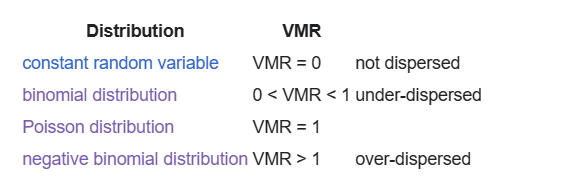 Distribution VMR
constant random variable VMR = 0 not dispersed
binomial distribution 0 < VMR < 1 under-dispersed
Poisson distribution VMR = 1
negative binomial distribution VMR > 1 over-dispersed